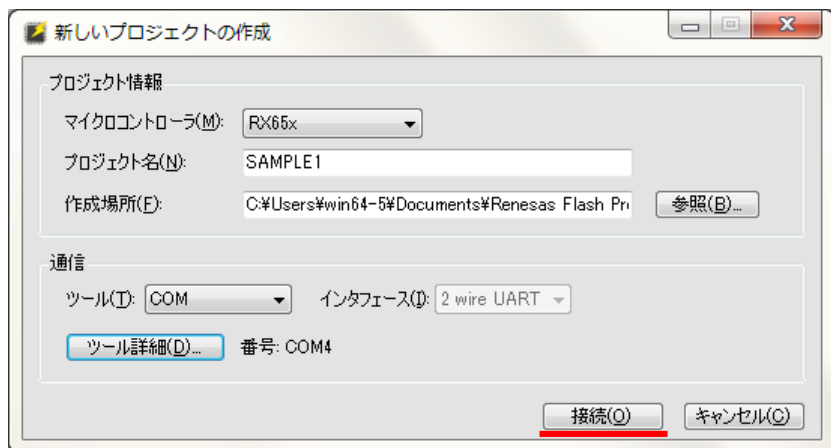 新しいプロジェクトの作成
プロジェクト情報
マイクロコントローラ(M): RX65x
プロジェクト名(N): SAMPLE1
作成場所(F): C:¥Users¥win64-5¥Documents¥Renesas Flash Pr 参照(B)...
通信
ツール(T): COM インタフェース(I): 2 wire UART
ツール詳細(D)... 番号: COM4
接続(O) キャンセル(C)